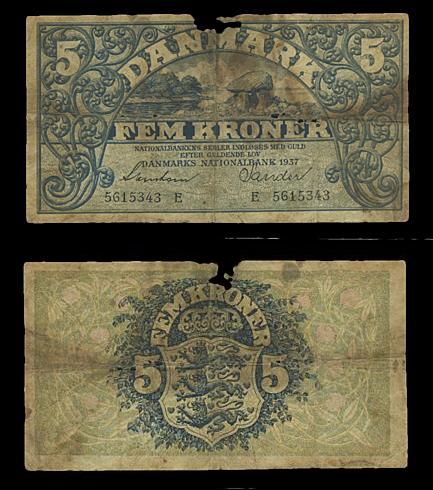 5 DANMARK 5
FEM KRONER
NATIONALBANKENS SEDLER INDLØSES MED GULD
EFTER GÆLDENDE LOV
DANMARKS NATIONALBANK 1937
5615343 E E 5615343
FEM KRONER
5 5